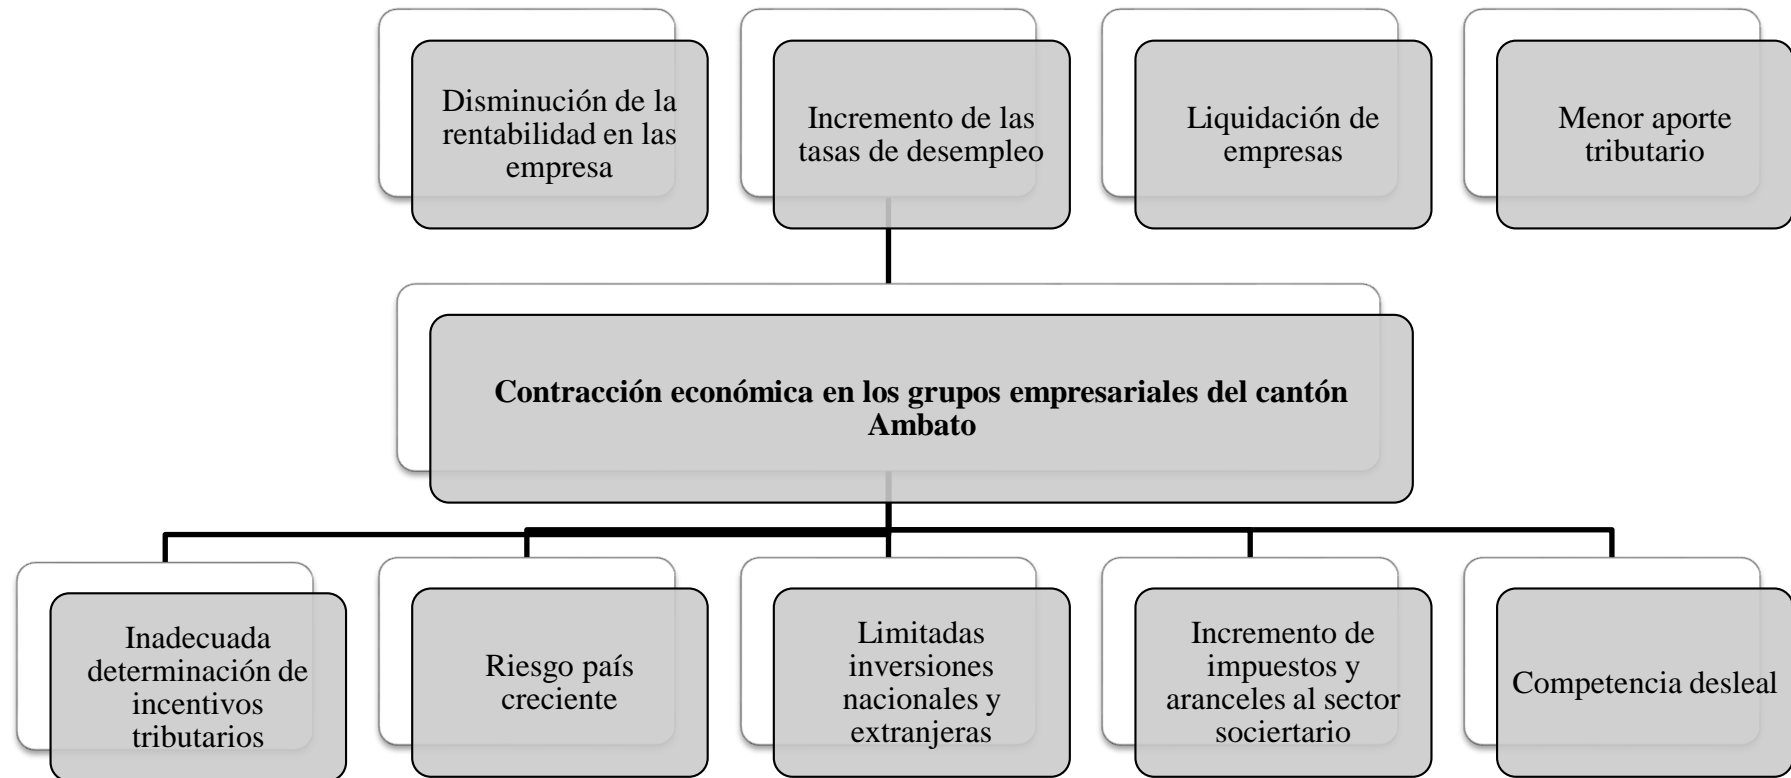 Disminución de la
rentabilidad en las
empresa
Incremento de las
tasas de desempleo
Liquidación de
empresas
Menor aporte
tributario
Contracción económica en los grupos empresariales del cantón
Ambato
Inadecuada
determinación de
incentivos
tributarios
Riesgo país
creciente
Limitadas
inversiones
nacionales y
extranjeras
Incremento de
impuestos y
aranceles al sector
sociertario
Competencia desleal